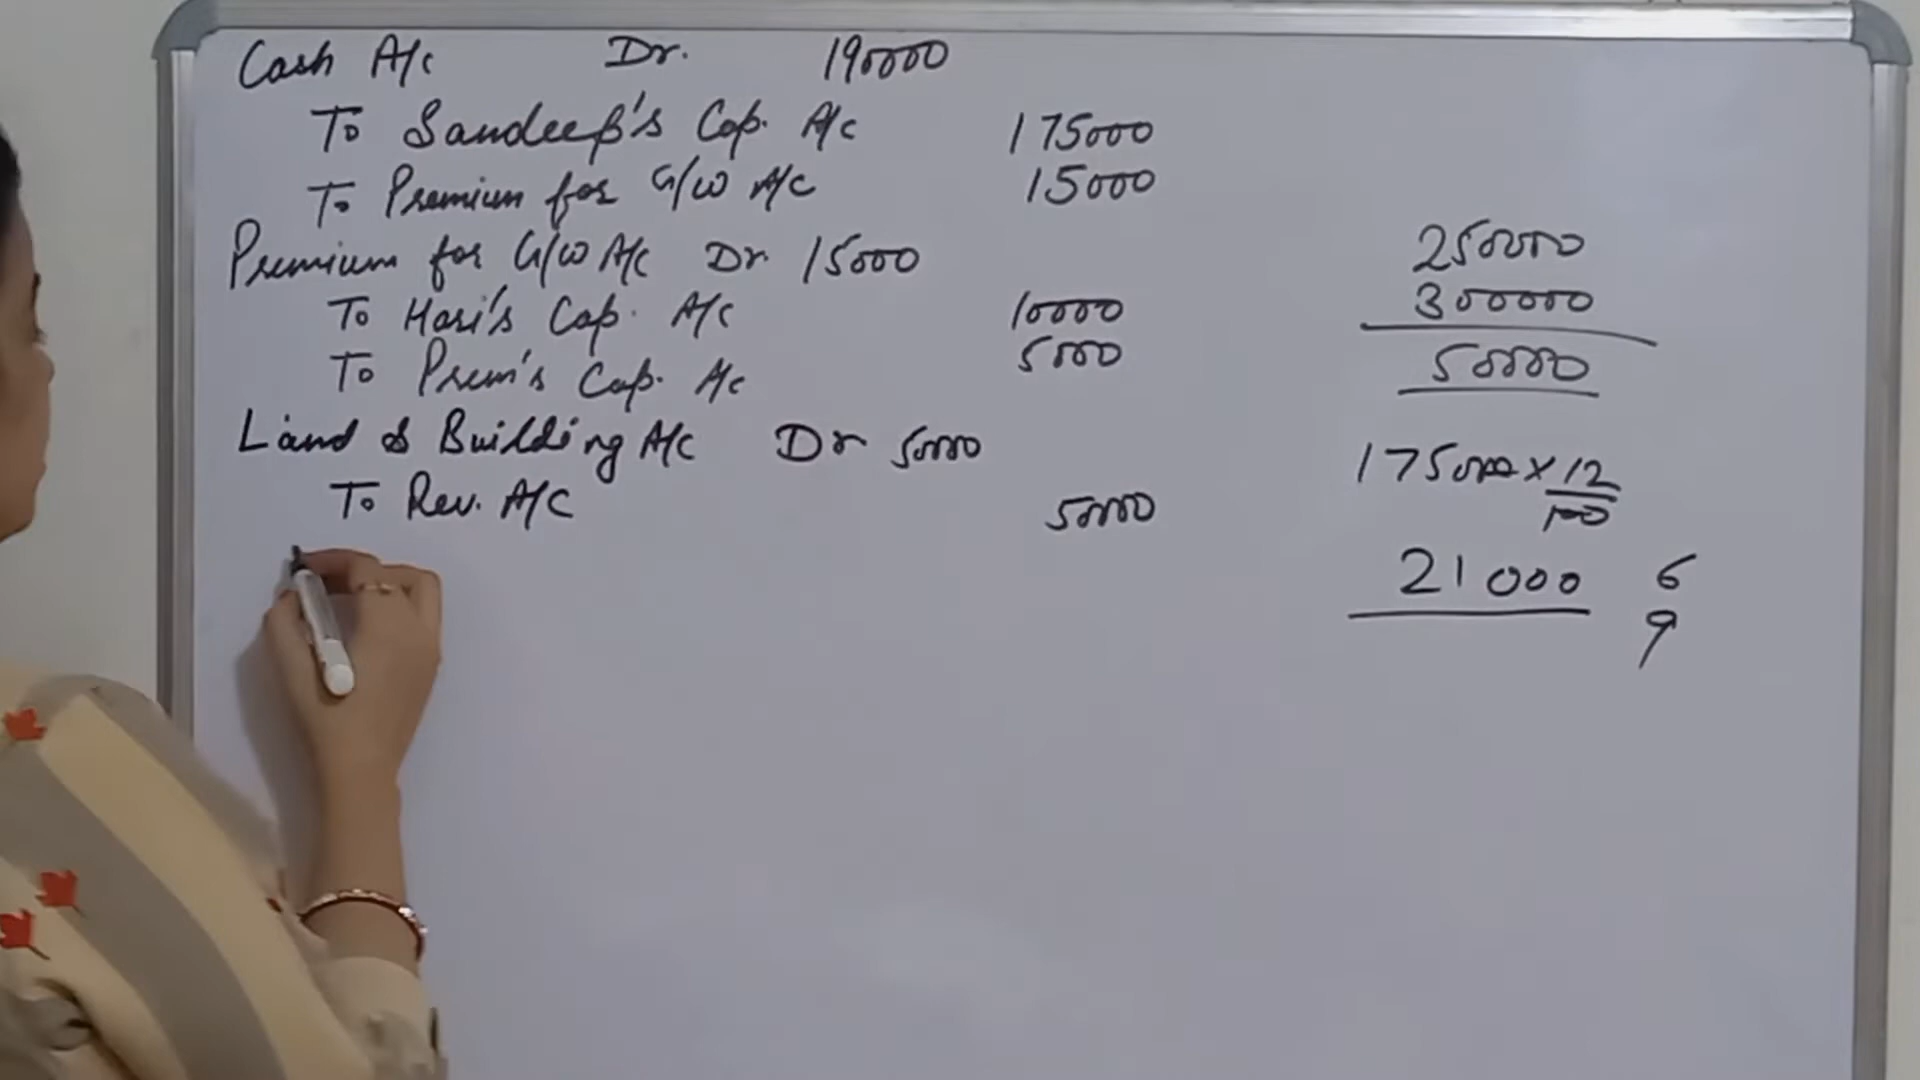 Cash A/c Dr. 190000
To Sandeep's Cap. A/c 175000
To Premium for G/W A/C 15000
Premium for G/W A/C Dr. 15000
To Hari's Cap. A/C 10000
To Prem's Cap. A/c 5000
Land & Building A/C Dr 50000
To Rev. A/C 50000
250000
300000
50000
175000 × 12
100
21000 6
9